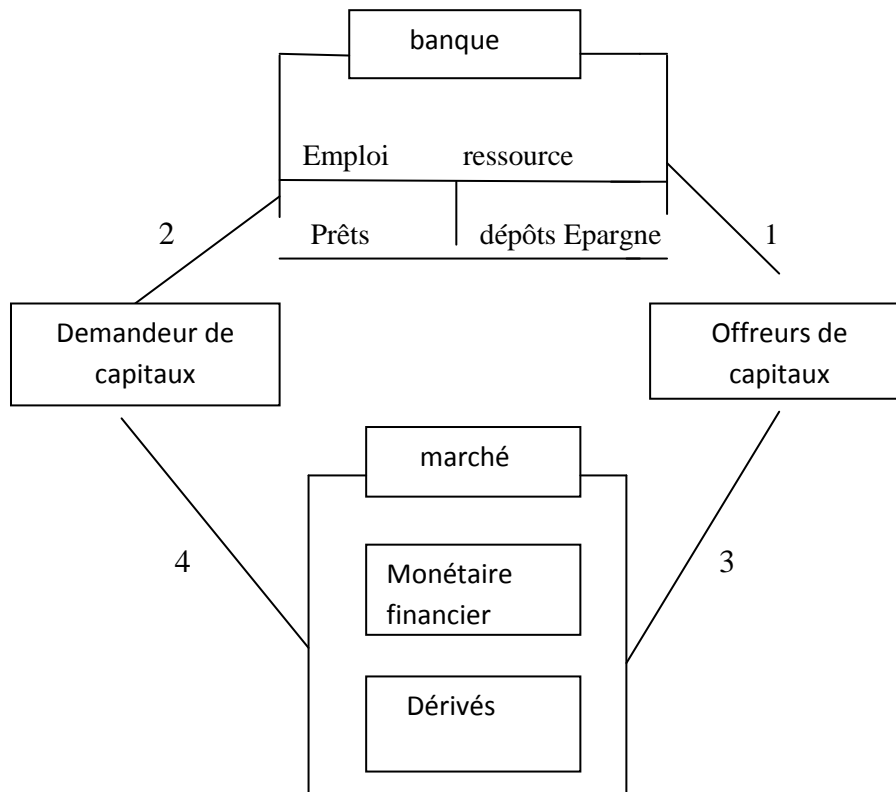 banque
Emploi ressource
Prêts dépôts Epargne
2
1
Demandeur de
capitaux
Offreurs de
capitaux
marché
4
3
Monétaire
financier
Dérivés